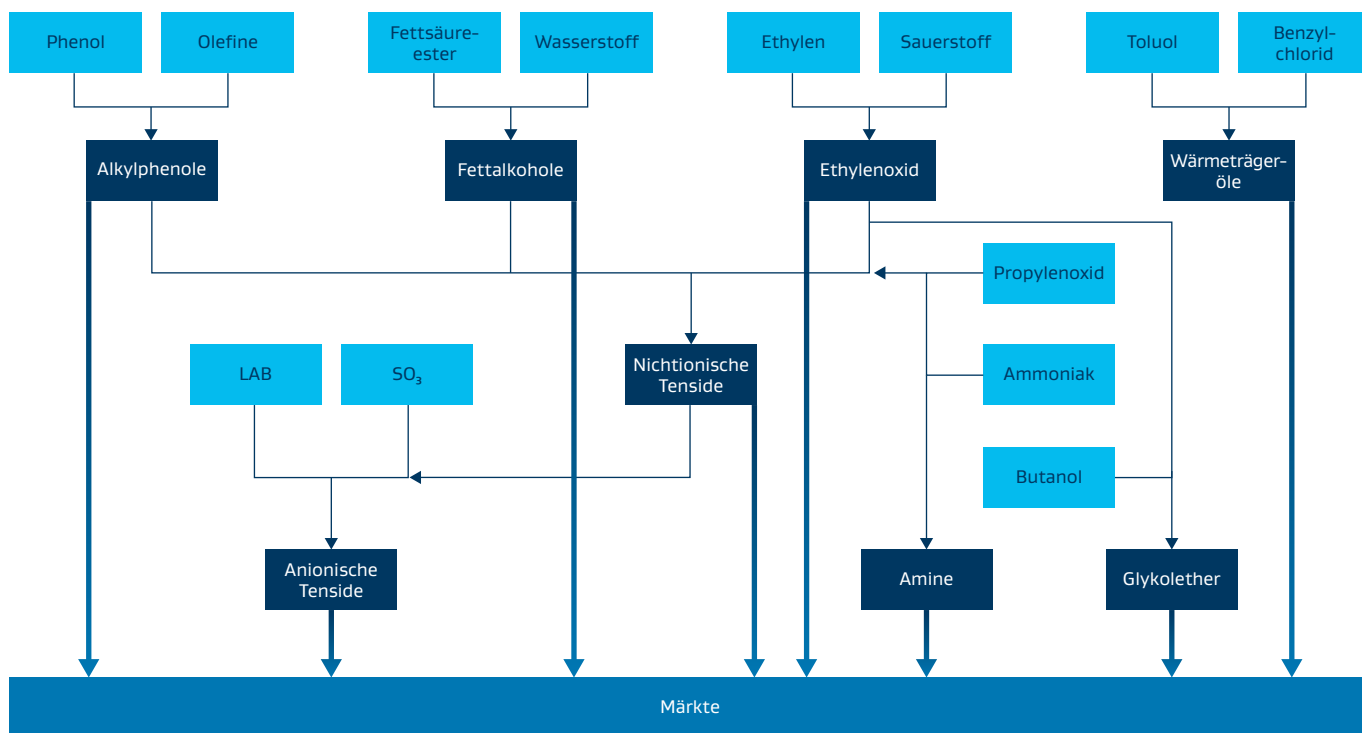 Phenol
Olefine
Fettsäure-
ester
Wasserstoff
Ethylen
Sauerstoff
Toluol
Benzyl-
chlorid
Alkylphenole
Fettalkohole
Ethylenoxid
Wärmeträger-
öle
Propylenoxid
LAB
SO₃
Nichtionische
Tenside
Ammoniak
Butanol
Anionische
Tenside
Amine
Glykolether
Märkte